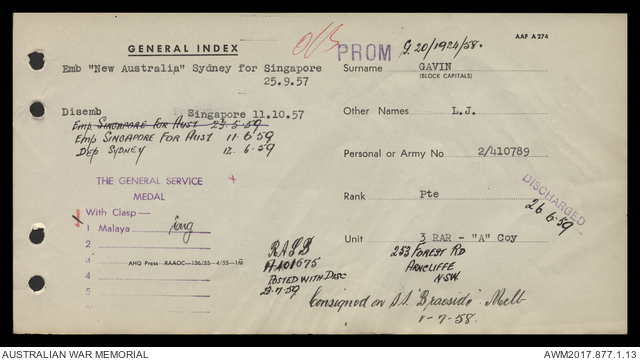 GENERAL INDEX
PROM
G.20/1924/58.
AAF A274
Emb "New Australia" Sydney for Singapore
25.9.57
Surname GAVIN
(BLOCK CAPITALS)
Disemb Singapore 11.10.57
Emp SINGAPORE FOR AUST 23-5-59
Emp SINGAPORE FOR AUST 11-6-59
DEP SYDNEY 12.6.59
Other Names L.J.
Personal or Army No 2/410789
THE GENERAL SERVICE
MEDAL
With Clasp—
1 Malaya
2
3
4
5
AHQ Press RAAOC—136/55—4/55—1M
Rank Pte
DISCHARGED
26.6.59
Unit 3 RAR - "A" Coy
253 FOREST RD
ARNCLIFFE
N.S.W.
POSTED WITH DISC
Consigned on S.S. "Braeside" Melb
1-7-58.
AUSTRALIAN WAR MEMORIAL
AWM2017.877.1.13